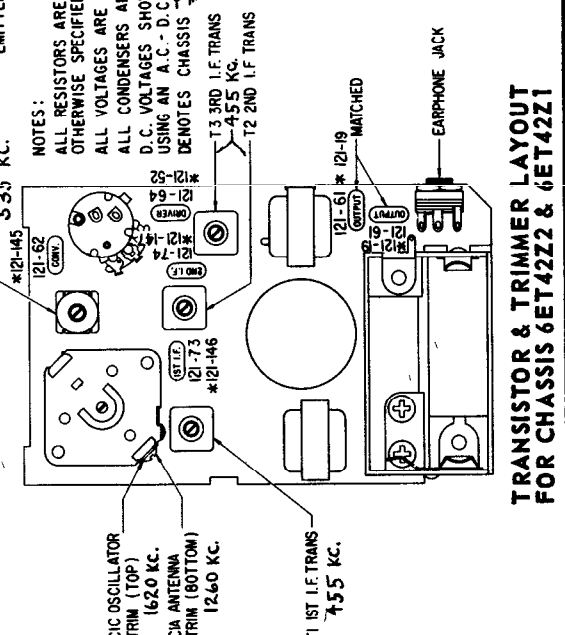 *121-145
121-62
CONV.
535 KC.
NOTES:
ALL RESISTORS ARE
OTHERWISE SPECIFIED
ALL VOLTAGES ARE
ALL CONDENSERS
D.C. VOLTAGES
USING AN A.C.- D.C.
DENOTES CHASSIS
*121-52
121-64
DRIVER
*121-147
121-74
2ND I.F.
T3 3RD I.F. TRANS
455 KC.
T2 2ND I.F TRANS
1ST I.F.
121-73
*121-146
121-61 * 121-19
OUTPUT
MATCHED
OUTPUT
121-61
*121-19
EARPHONE JACK
CIC OSCILLATOR
TRIM (TOP)
1620 KC.
CIA ANTENNA
TRIM (BOTTOM)
1260 KC.
T1 1ST I.F. TRANS
455 KC.
TRANSISTOR & TRIMMER LAYOUT
FOR CHASSIS 6ET42Z2 & 6ET42Z1